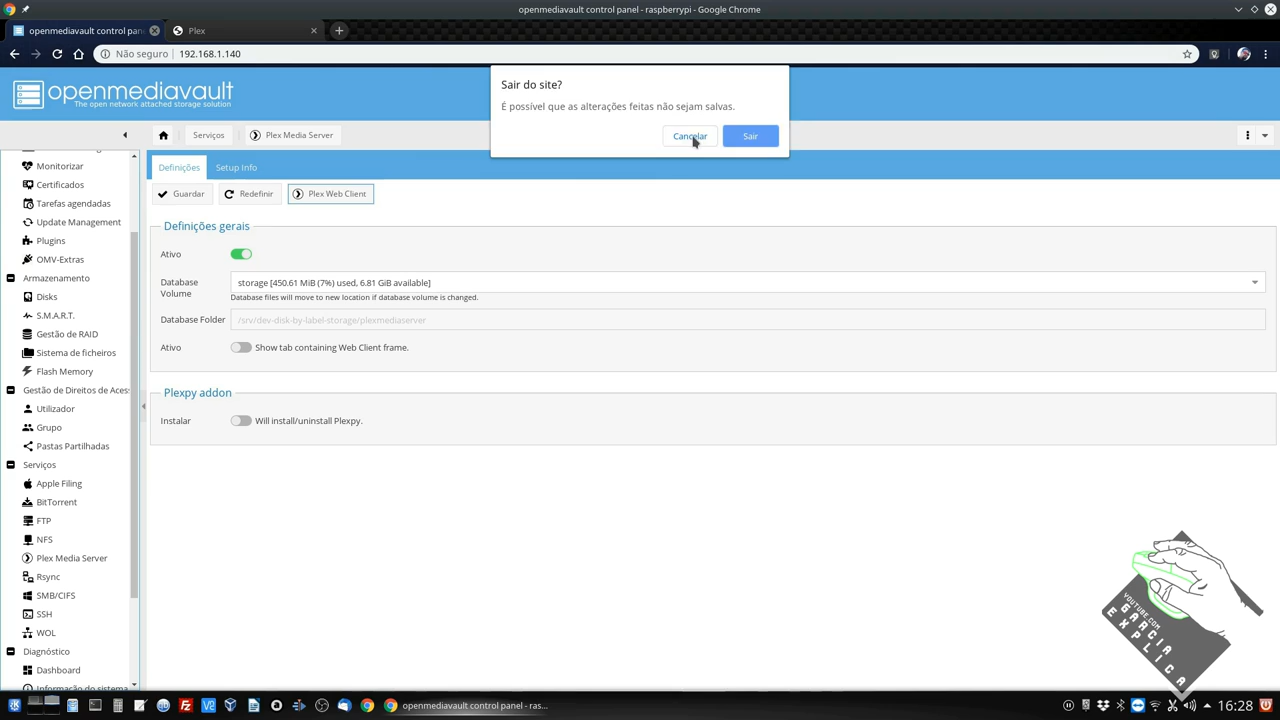 openmediavault control panel - raspberrypi - Google Chrome
openmediavault control pan
Plex
Não seguro
192.168.1.140
openmediavault
The open network attached storage solution
Sair do site?
É possível que as alterações feitas não sejam salvas.
Cancelar
Sair
Serviços
Plex Media Server
Monitorizar
Certificados
Tarefas agendadas
Update Management
Plugins
OMV-Extras
Armazenamento
Disks
S.M.A.R.T.
Gestão de RAID
Sistema de ficheiros
Flash Memory
Gestão de Direitos de Aces
Utilizador
Grupo
Pastas Partilhadas
Serviços
Apple Filing
BitTorrent
FTP
NFS
Plex Media Server
Rsync
SMB/CIFS
SSH
WOL
Diagnóstico
Dashboard
Informação do sistema
Definições
Setup Info
Guardar
Redefinir
Plex Web Client
Definições gerais
Ativo
Database Volume
storage [450.61 MiB (7%) used, 6.81 GiB available]
Database files will move to new location if database volume is changed.
Database Folder
/srv/dev-disk-by-label-storage/plexmediaserver
Ativo
Show tab containing Web Client frame.
Plexpy addon
Instalar
Will install/uninstall Plexpy.
YOUTUBE.COM
GARCIA
EXPLICA
openmediavault control panel - ras...
16:28